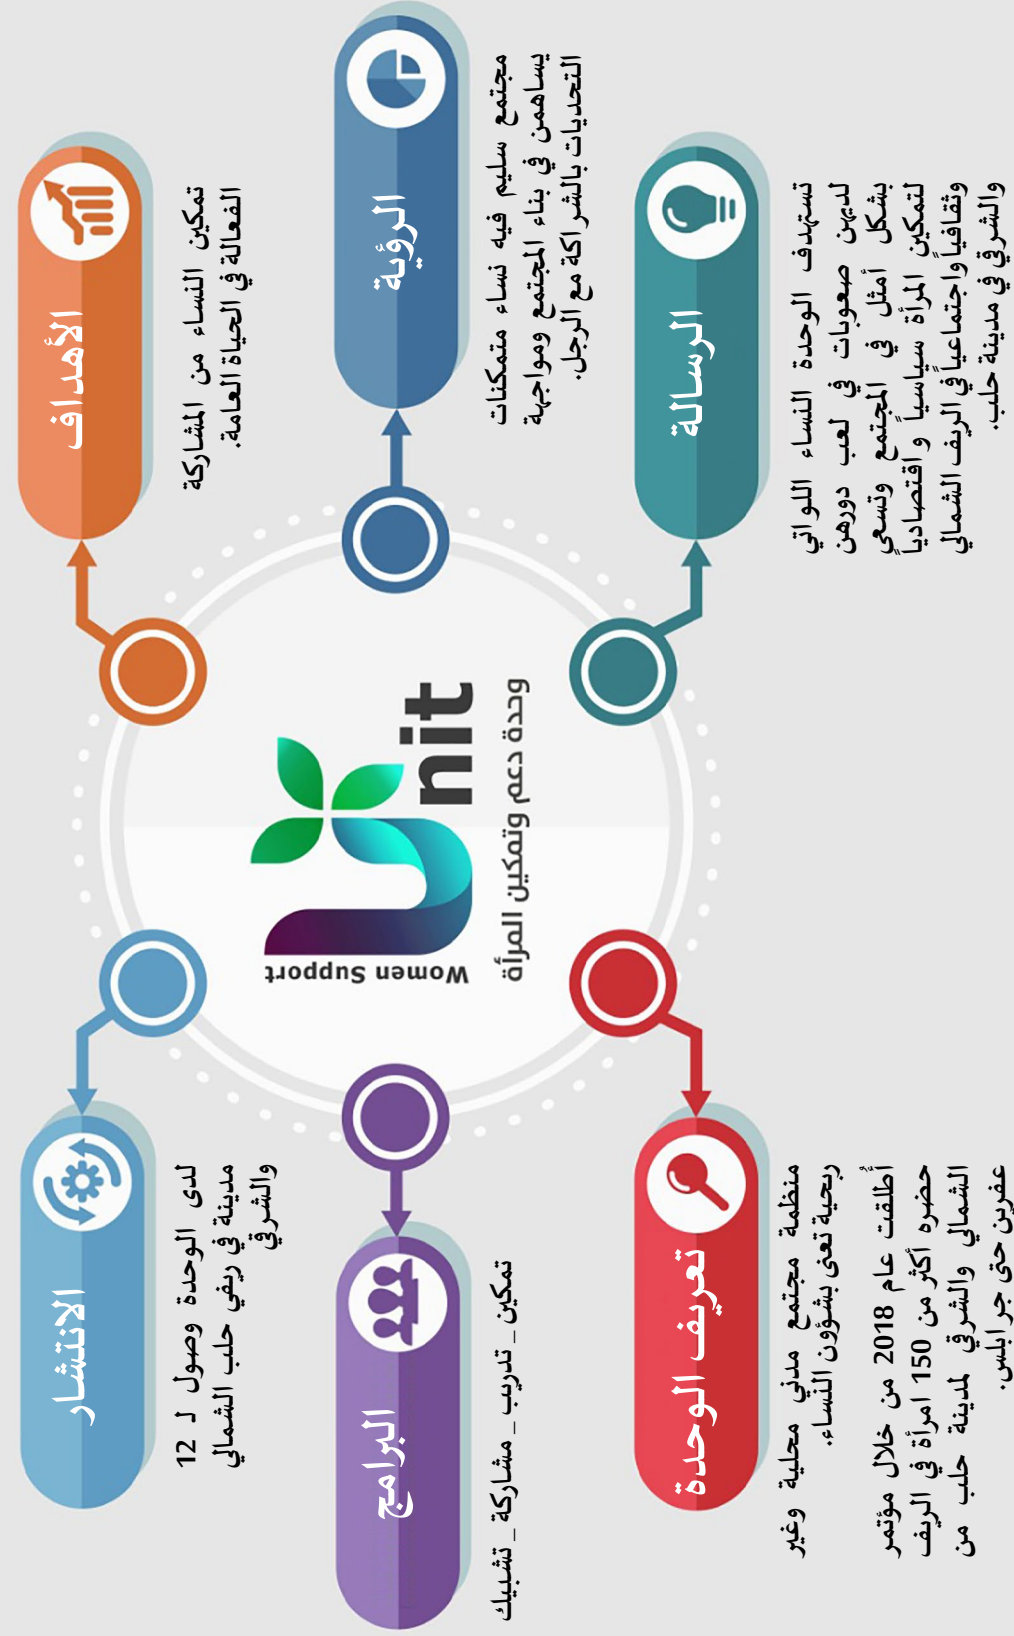 الأهداف
تمكين النساء من المشاركة
الفعالة في الحياة العامة.
الرؤية
مجتمع سليم فيه نساء متمكنات
يساهمن في بناء المجتمع ومواجهة
التحديات بالشراكة مع الرجل.
الرسالة
تستهدف الوحدة النساء اللواتي
لديهن صعوبات في لعب دورهن
بشكل أمثل في المجتمع وتسعى
لتمكين المرأة سياسياً واقتصادياً
وثقافياً واجتماعياً في الريف الشمالي
والشرقي في مدينة حلب.
Women Support
Unit
وحدة دعم وتمكين المرأة
الانتشار
لدى الوحدة وصول لـ 12
مدينة في ريفي حلب الشمالي
والشرقي
البرامج
تمكين _ تدريب _ مشاركة _ تشبيك
تعريف الوحدة
منظمة مجتمع مدني محلية وغير
ربحية تعنى بشؤون النساء.
أطلقت عام 2018 من خلال مؤتمر
حضره أكثر من 150 امرأة في الريف
الشمالي والشرقي لمدينة حلب من
عفرين حتى جرابلس.